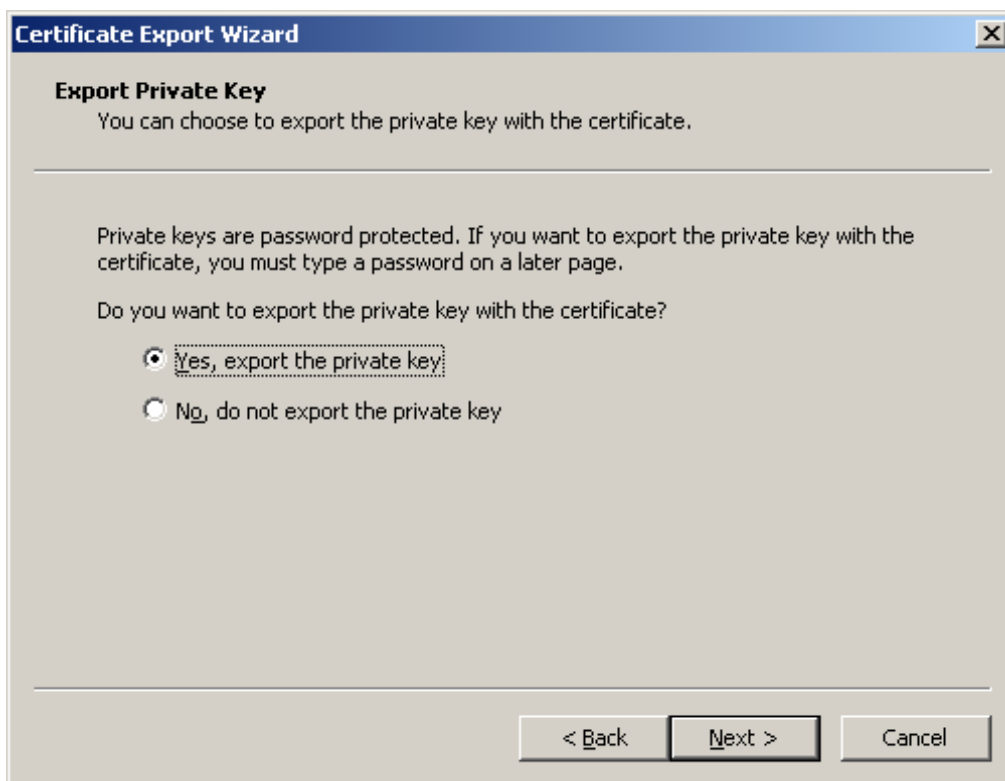 Certificate Export Wizard
Export Private Key
You can choose to export the private key with the certificate.
Private keys are password protected. If you want to export the private key with the
certificate, you must type a password on a later page.
Do you want to export the private key with the certificate?
Yes, export the private key
No, do not export the private key
< Back
Next >
Cancel